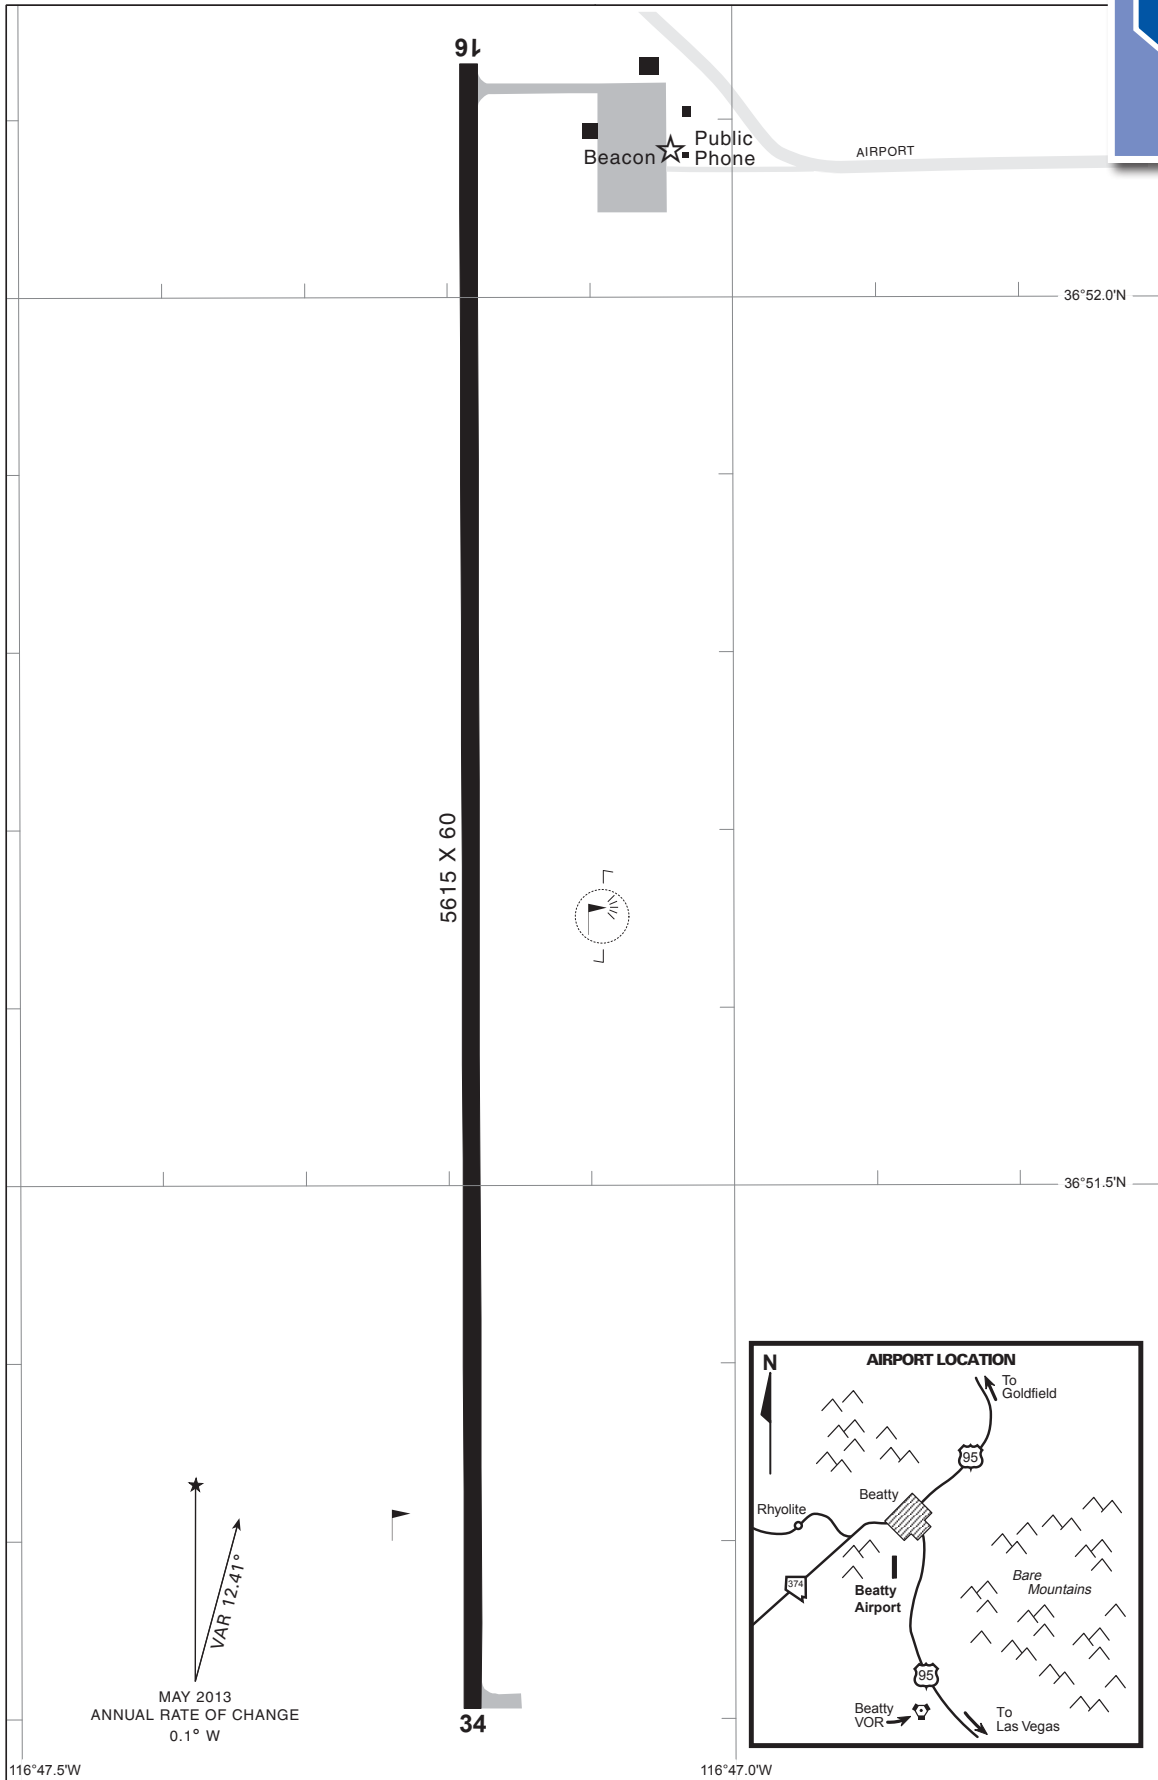 16
Public
Phone
Beacon
AIRPORT
36°52.0'N
5615 X 60
36°51.5'N
AIRPORT LOCATION
N
To
Goldfield
95
Beatty
Rhyolite
374
Beatty
Airport
Bare
Mountains
95
Beatty
VOR
To
Las Vegas
VAR 12.41°
MAY 2013
ANNUAL RATE OF CHANGE
0.1° W
34
116°47.5'W
116°47.0'W